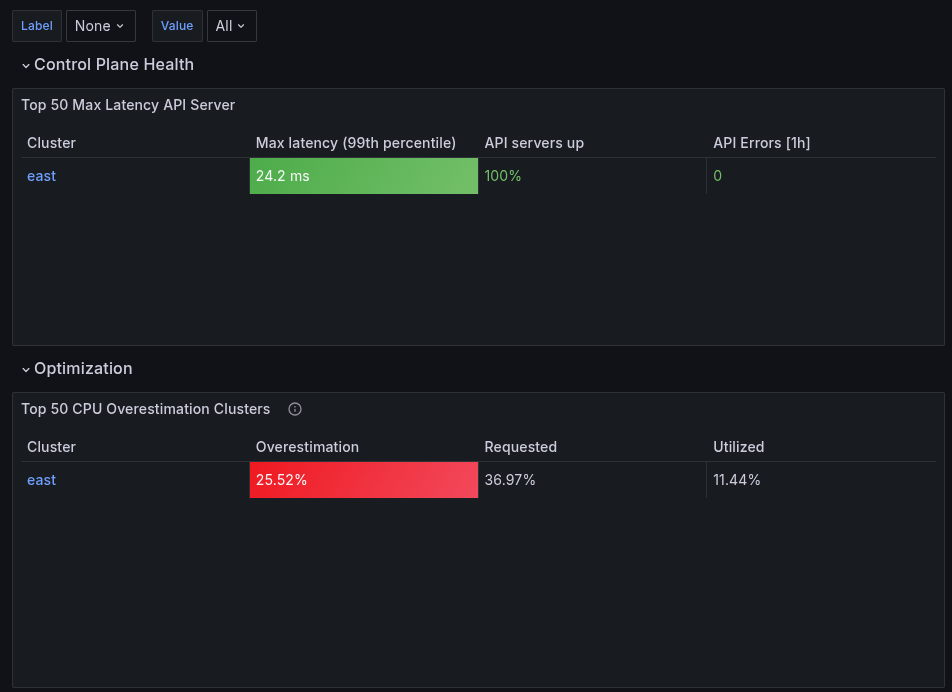 Label None Value All
Control Plane Health
Top 50 Max Latency API Server
Cluster Max latency (99th percentile) API servers up API Errors [1h]
east 24.2 ms 100% 0
Optimization
Top 50 CPU Overestimation Clusters
Cluster Overestimation Requested Utilized
east 25.52% 36.97% 11.44%